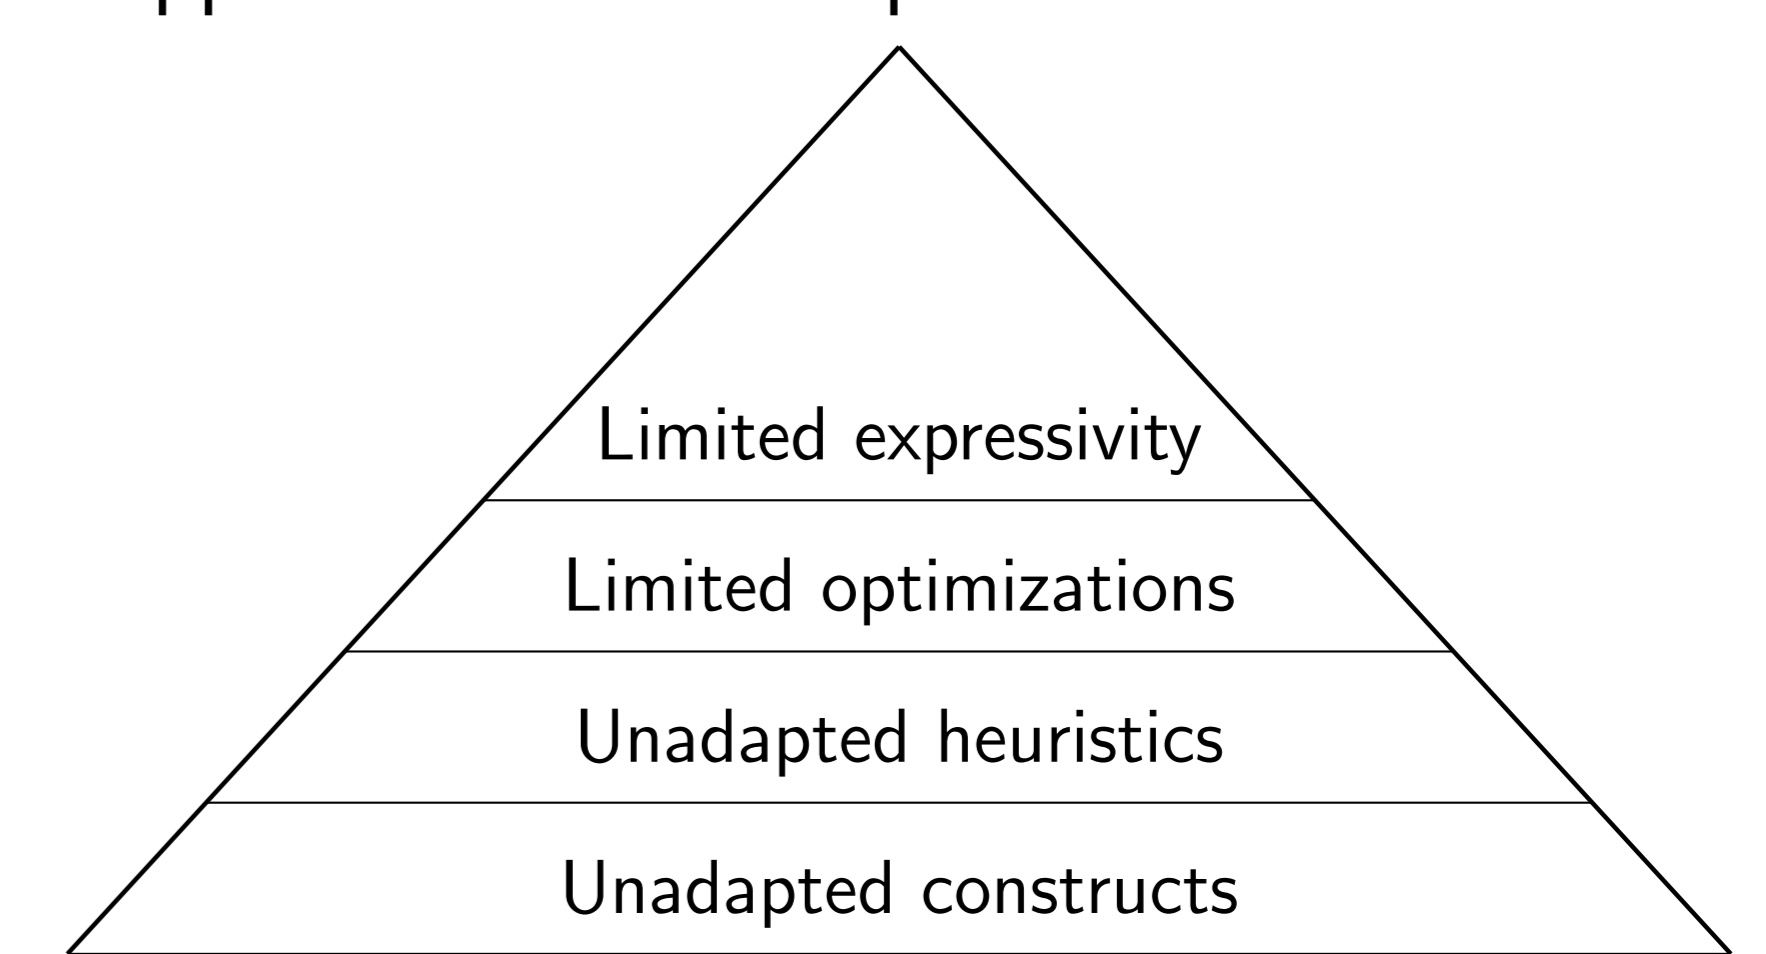 Limited expressivity
Limited optimizations
Unadapted heuristics
Unadapted constructs